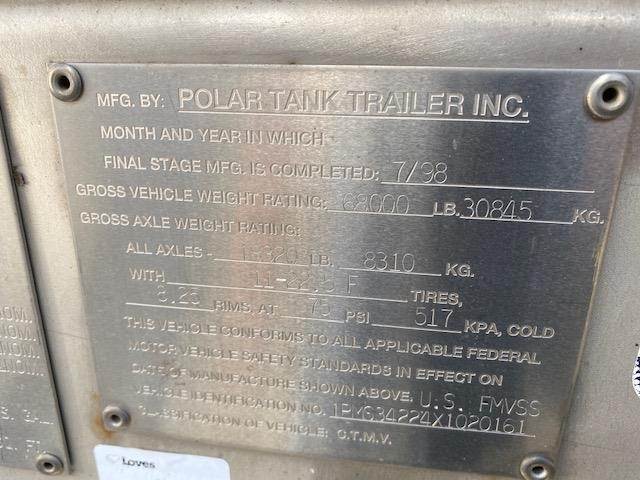 MFG. BY: POLAR TANK TRAILER INC.
MONTH AND YEAR IN WHICH
FINAL STAGE MFG. IS COMPLETED: 7/98
GROSS VEHICLE WEIGHT RATING: 68000 LB. 30845 KG.
GROSS AXLE WEIGHT RATING:
ALL AXLES - 18320 LB. 8310 KG.
WITH F TIRES,
8.25 RIMS, AT 75 PSI 517 KPA, COLD
THIS VEHICLE CONFORMS TO ALL APPLICABLE FEDERAL
MOTOR VEHICLE SAFETY STANDARDS IN EFFECT ON
DATE OF MANUFACTURE SHOWN ABOVE. U.S. FMVSS
VEHICLE IDENTIFICATION NO. 1PMS34224X1020161
CLASSIFICATION OF VEHICLE: C.T.M.V.
Loves